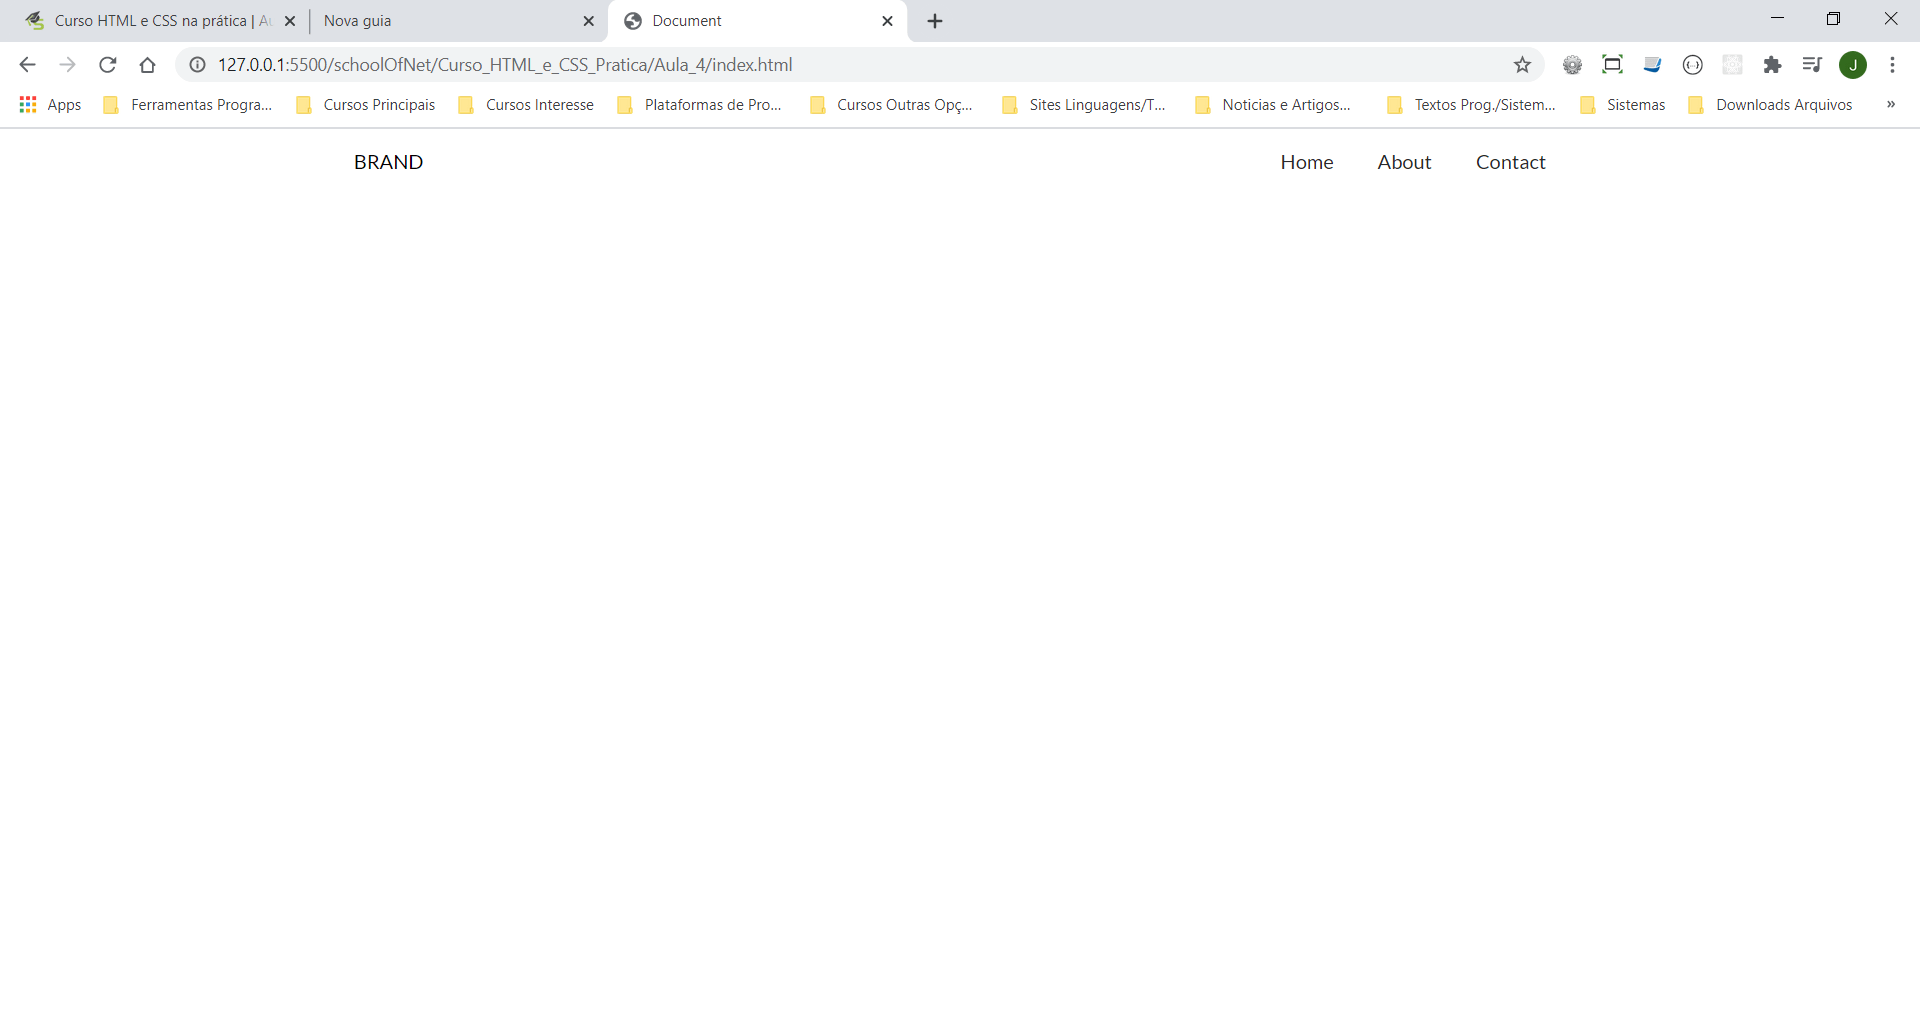 Curso HTML e CSS na prática | Au Nova guia Document
127.0.0.1:5500/schoolOfNet/Curso_HTML_e_CSS_Pratica/Aula_4/index.html J
Apps Ferramentas Progra... Cursos Principais Cursos Interesse Plataformas de Pro... Cursos Outras Opç... Sites Linguagens/T... Noticias e Artigos... Textos Prog./Sistem... Sistemas Downloads Arquivos »
BRAND Home About Contact